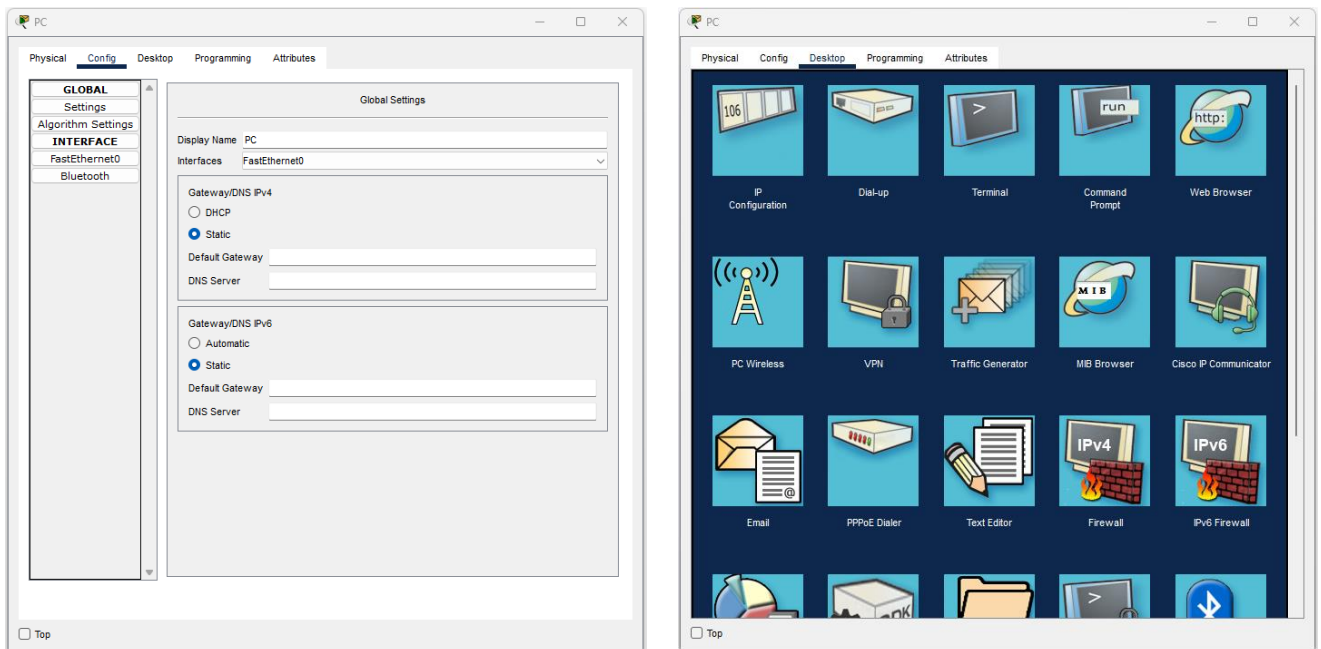 PC
Physical Config Desktop Programming Attributes
GLOBAL
Settings
Algorithm Settings
INTERFACE
FastEthernet0
Bluetooth
Global Settings
Display Name PC
Interfaces FastEthernet0
Gateway/DNS IPv4
DHCP
Static
Default Gateway
DNS Server
Gateway/DNS IPv6
Automatic
Static
Default Gateway
DNS Server
Top
PC
Physical Config Desktop Programming Attributes
106
>
run
http:
IP
Configuration
Dial-up
Terminal
Command
Prompt
Web Browser
MIB
PC Wireless
VPN
Traffic Generator
MIB Browser
Cisco IP Communicator
@
IPv4
IPv6
Email
PPPoE Dialer
Text Editor
Firewall
IPv6 Firewall
>
Top